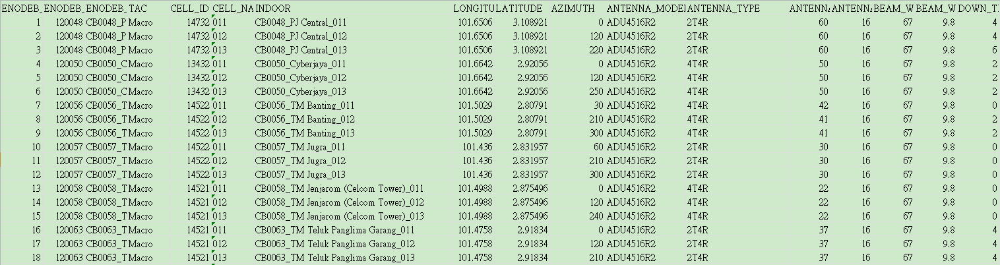 ENODEB_ ENODEB_ ENODEB_ TAC CELL_ID CELL_NA INDOOR LONGITU LATITUDE AZIMUTH ANTENNA_MODEL ANTENNA_TYPE ANTENNA ANTENNA BEAM_W BEAM_W DOWN_T
1 120048 CB0048_P Macro 14732 011 CB0048_PJ Central_011 101.6506 3.108921 0 ADU4516R2 2T4R 60 16 67 9.8 4
2 120048 CB0048_P Macro 14732 012 CB0048_PJ Central_012 101.6506 3.108921 120 ADU4516R2 2T4R 60 16 67 9.8 4
3 120048 CB0048_P Macro 14732 013 CB0048_PJ Central_013 101.6506 3.108921 220 ADU4516R2 2T4R 60 16 67 9.8 6
4 120050 CB0050_C Macro 13432 011 CB0050_Cyberjaya_011 101.6642 2.92056 0 ADU4516R2 4T4R 50 16 67 9.8 2
5 120050 CB0050_C Macro 13432 012 CB0050_Cyberjaya_012 101.6642 2.92056 120 ADU4516R2 4T4R 50 16 67 9.8 2
6 120050 CB0050_C Macro 13432 013 CB0050_Cyberjaya_013 101.6642 2.92056 250 ADU4516R2 4T4R 50 16 67 9.8 2
7 120056 CB0056_T Macro 14522 011 CB0056_TM Banting_011 101.5029 2.80791 30 ADU4516R2 4T4R 42 16 67 9.8 0
8 120056 CB0056_T Macro 14522 012 CB0056_TM Banting_012 101.5029 2.80791 210 ADU4516R2 4T4R 41 16 67 9.8 2
9 120056 CB0056_T Macro 14522 013 CB0056_TM Banting_013 101.5029 2.80791 300 ADU4516R2 4T4R 41 16 67 9.8 2
10 120057 CB0057_T Macro 14522 011 CB0057_TM Jugra_011 101.436 2.831957 60 ADU4516R2 2T4R 30 16 67 9.8 0
11 120057 CB0057_T Macro 14522 012 CB0057_TM Jugra_012 101.436 2.831957 210 ADU4516R2 2T4R 30 16 67 9.8 0
12 120057 CB0057_T Macro 14522 013 CB0057_TM Jugra_013 101.436 2.831957 300 ADU4516R2 2T4R 30 16 67 9.8 0
13 120058 CB0058_T Macro 14521 011 CB0058_TM Jenjarom (Celcom Tower)_011 101.4988 2.875496 0 ADU4516R2 4T4R 22 16 67 9.8 0
14 120058 CB0058_T Macro 14521 012 CB0058_TM Jenjarom (Celcom Tower)_012 101.4988 2.875496 120 ADU4516R2 4T4R 22 16 67 9.8 0
15 120058 CB0058_T Macro 14521 013 CB0058_TM Jenjarom (Celcom Tower)_013 101.4988 2.875496 240 ADU4516R2 4T4R 22 16 67 9.8 0
16 120063 CB0063_T Macro 14521 011 CB0063_TM Teluk Panglima Garang_011 101.4758 2.91834 0 ADU4516R2 2T4R 37 16 67 9.8 4
17 120063 CB0063_T Macro 14521 012 CB0063_TM Teluk Panglima Garang_012 101.4758 2.91834 120 ADU4516R2 2T4R 37 16 67 9.8 4
18 120063 CB0063_T Macro 14521 013 CB0063_TM Teluk Panglima Garang_013 101.4758 2.91834 210 ADU4516R2 2T4R 37 16 67 9.8 4